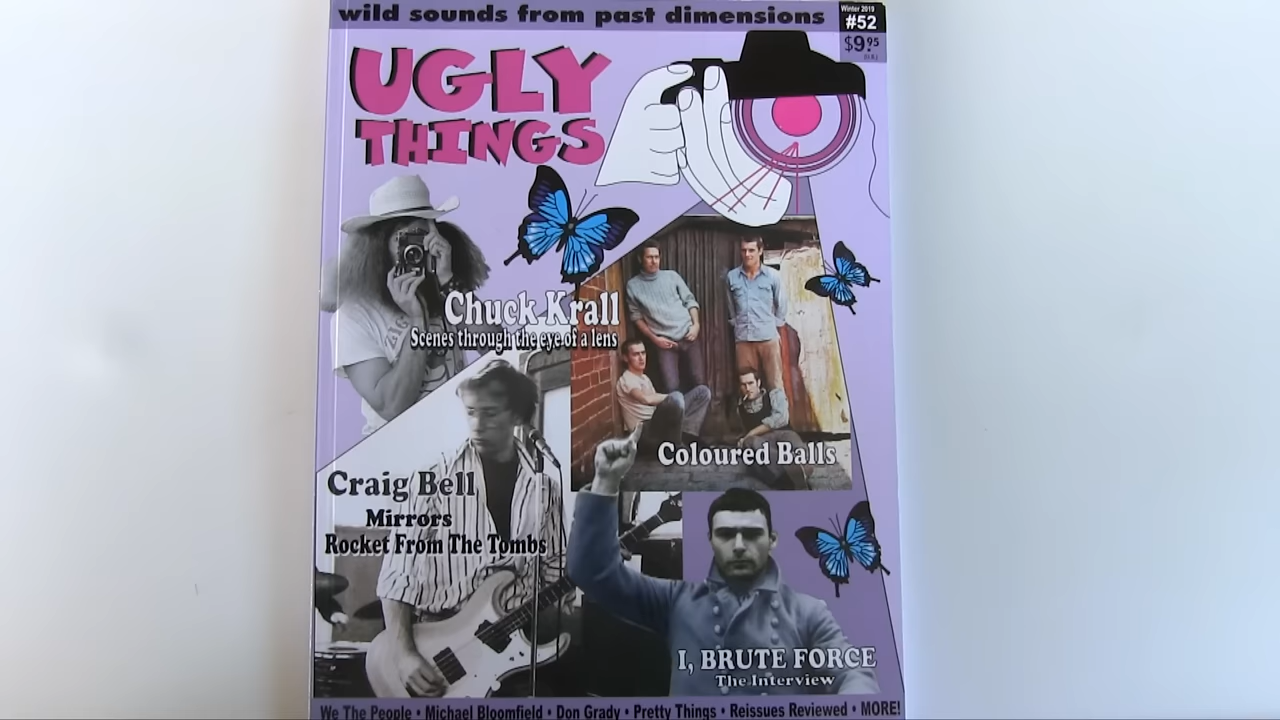 wild sounds from past dimensions
Winter 2019
#52
$9.95
UGLY
THINGS
Chuck Krall
Scenes through the eye of a lens
Coloured Balls
Craig Bell
Mirrors
Rocket From The Tombs
I, BRUTE FORCE
The Interview
We The People • Michael Bloomfield • Don Grady • Pretty Things • Reissues Reviewed • MORE!